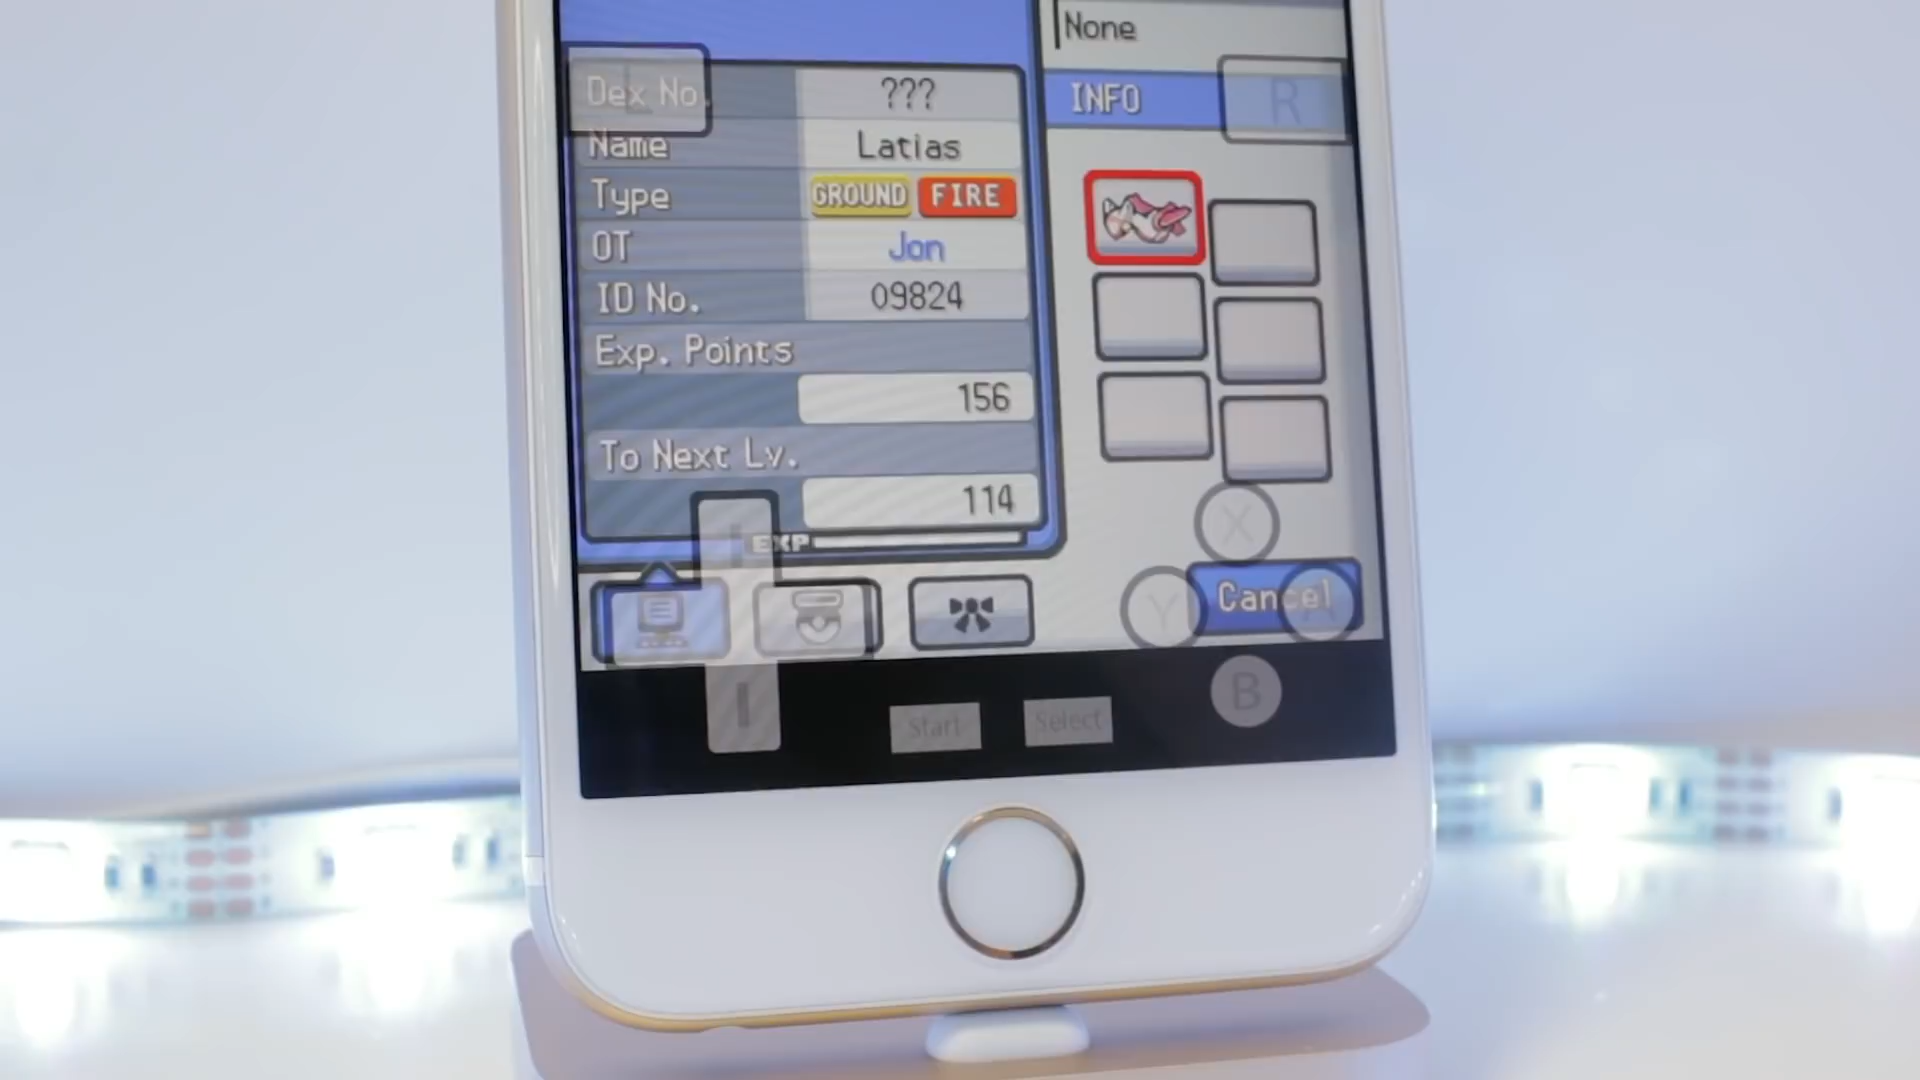 None
Dex No. ???
L
INFO
R
Name Latias
Type GROUND FIRE
OT Jon
ID No. 09824
Exp. Points
156
To Next Lv.
114
EXP
X
Y
Cancel
A
B
Start
Select